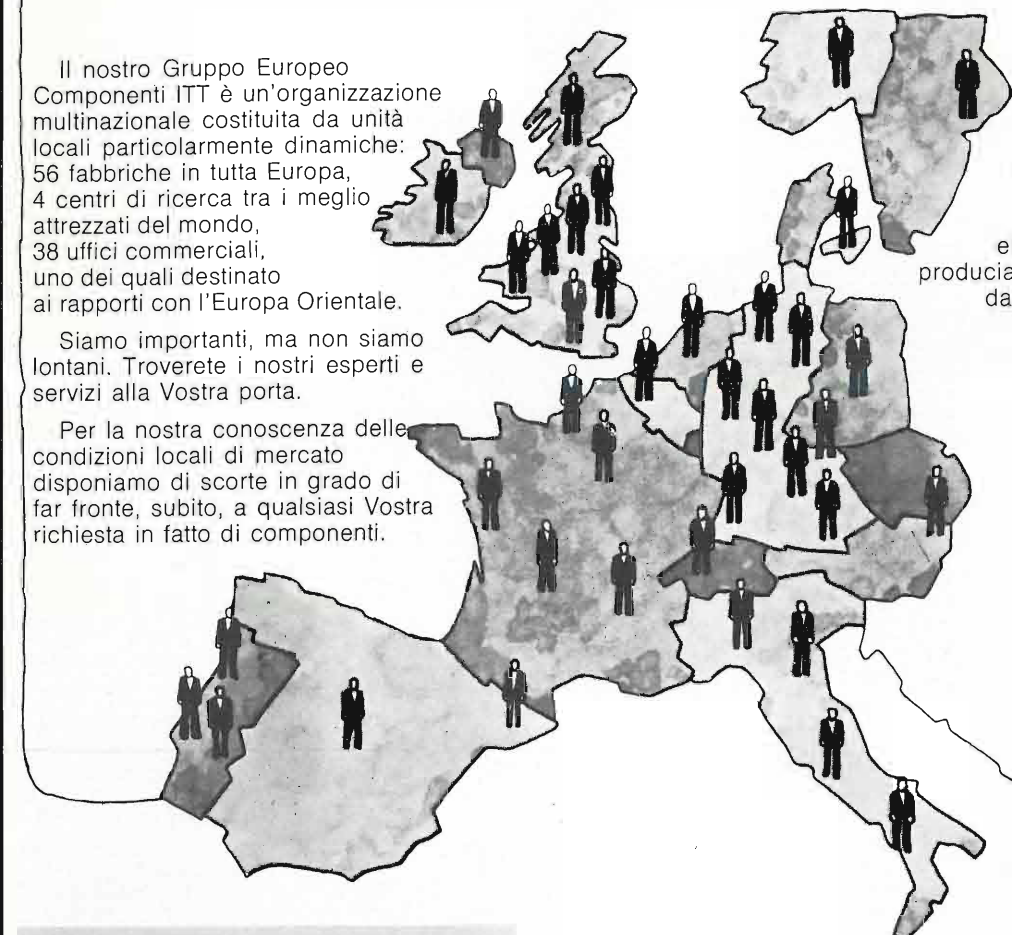 Il nostro Gruppo Europeo
Componenti ITT è un'organizzazione
multinazionale costituita da unità
locali particolarmente dinamiche:
56 fabbriche in tutta Europa,
4 centri di ricerca tra i meglio
attrezzati del mondo,
38 uffici commerciali,
uno dei quali destinato
ai rapporti con l'Europa Orientale.
Siamo importanti, ma non siamo
lontani. Troverete i nostri esperti e
servizi alla Vostra porta.
Per la nostra conoscenza delle
condizioni locali di mercato
disponiamo di scorte in grado di
far fronte, subito, a qualsiasi Vostra
richiesta in fatto di componenti.
e
producia
da